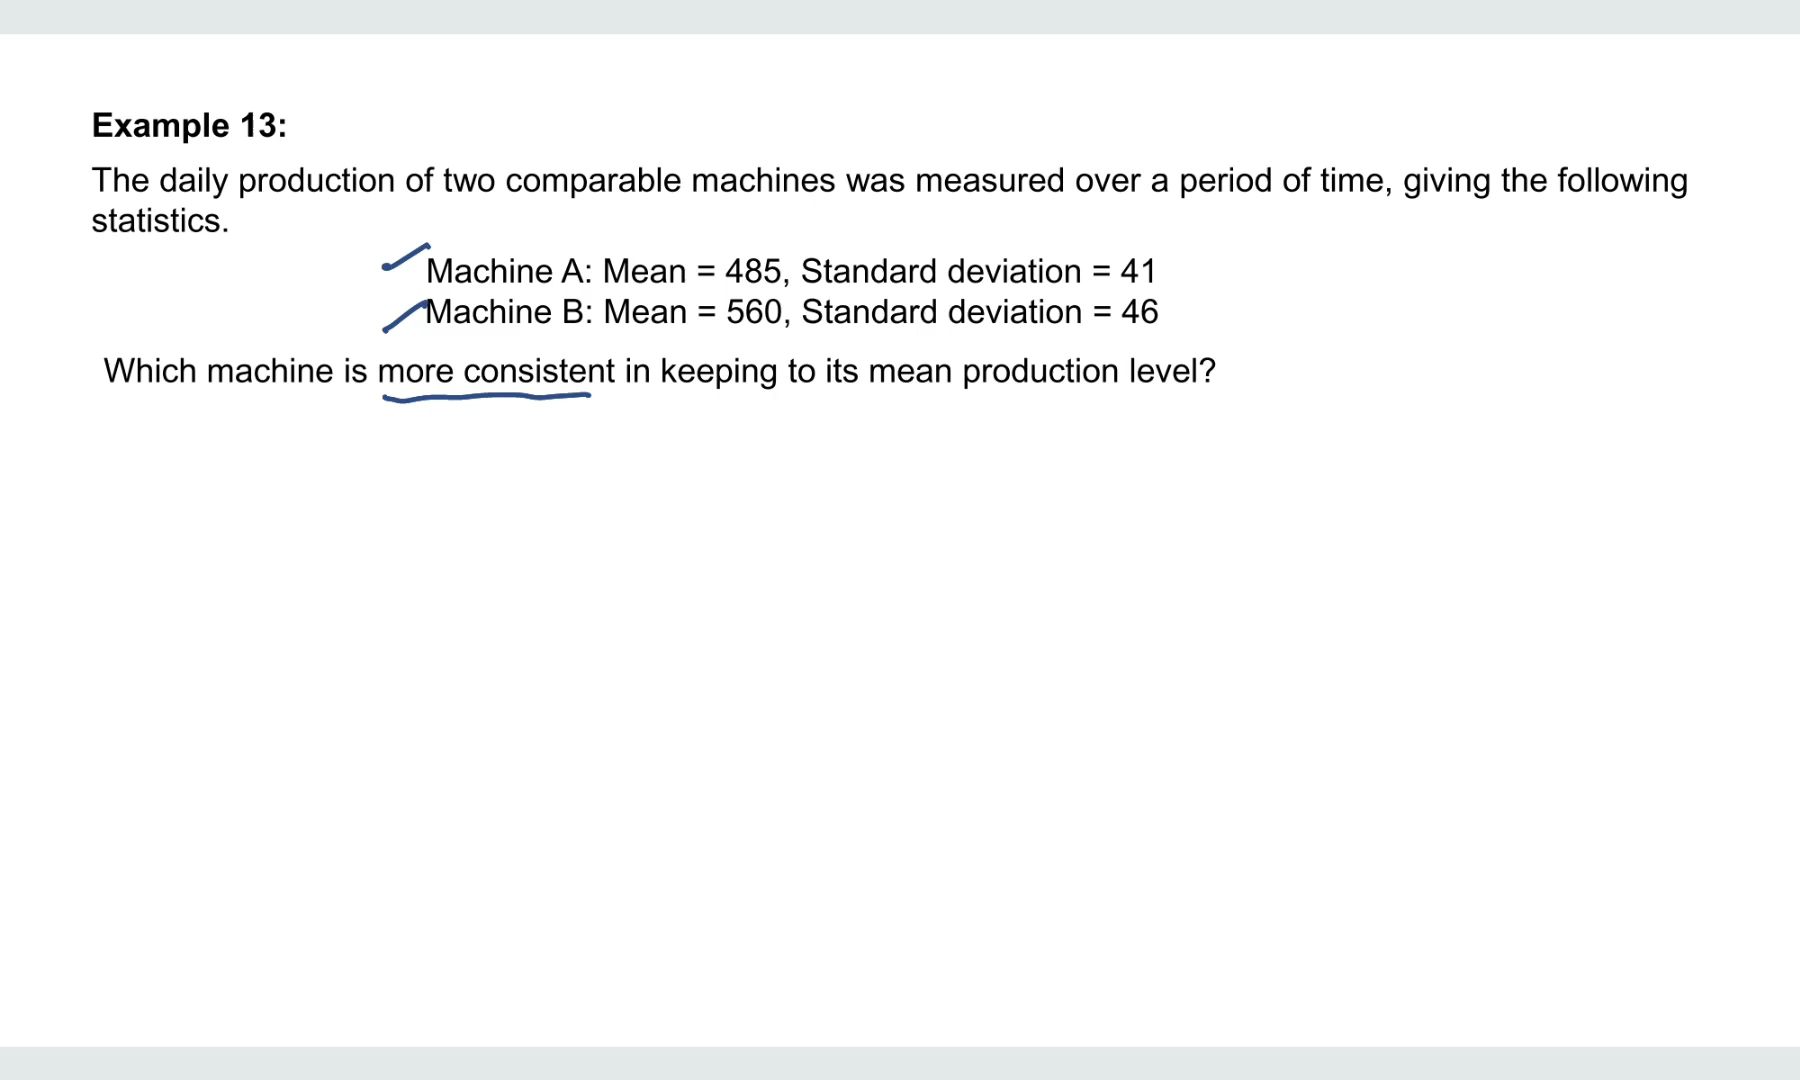 Example 13:
The daily production of two comparable machines was measured over a period of time, giving the following
statistics.
Machine A: Mean = 485, Standard deviation = 41
Machine B: Mean = 560, Standard deviation = 46
Which machine is more consistent in keeping to its mean production level?